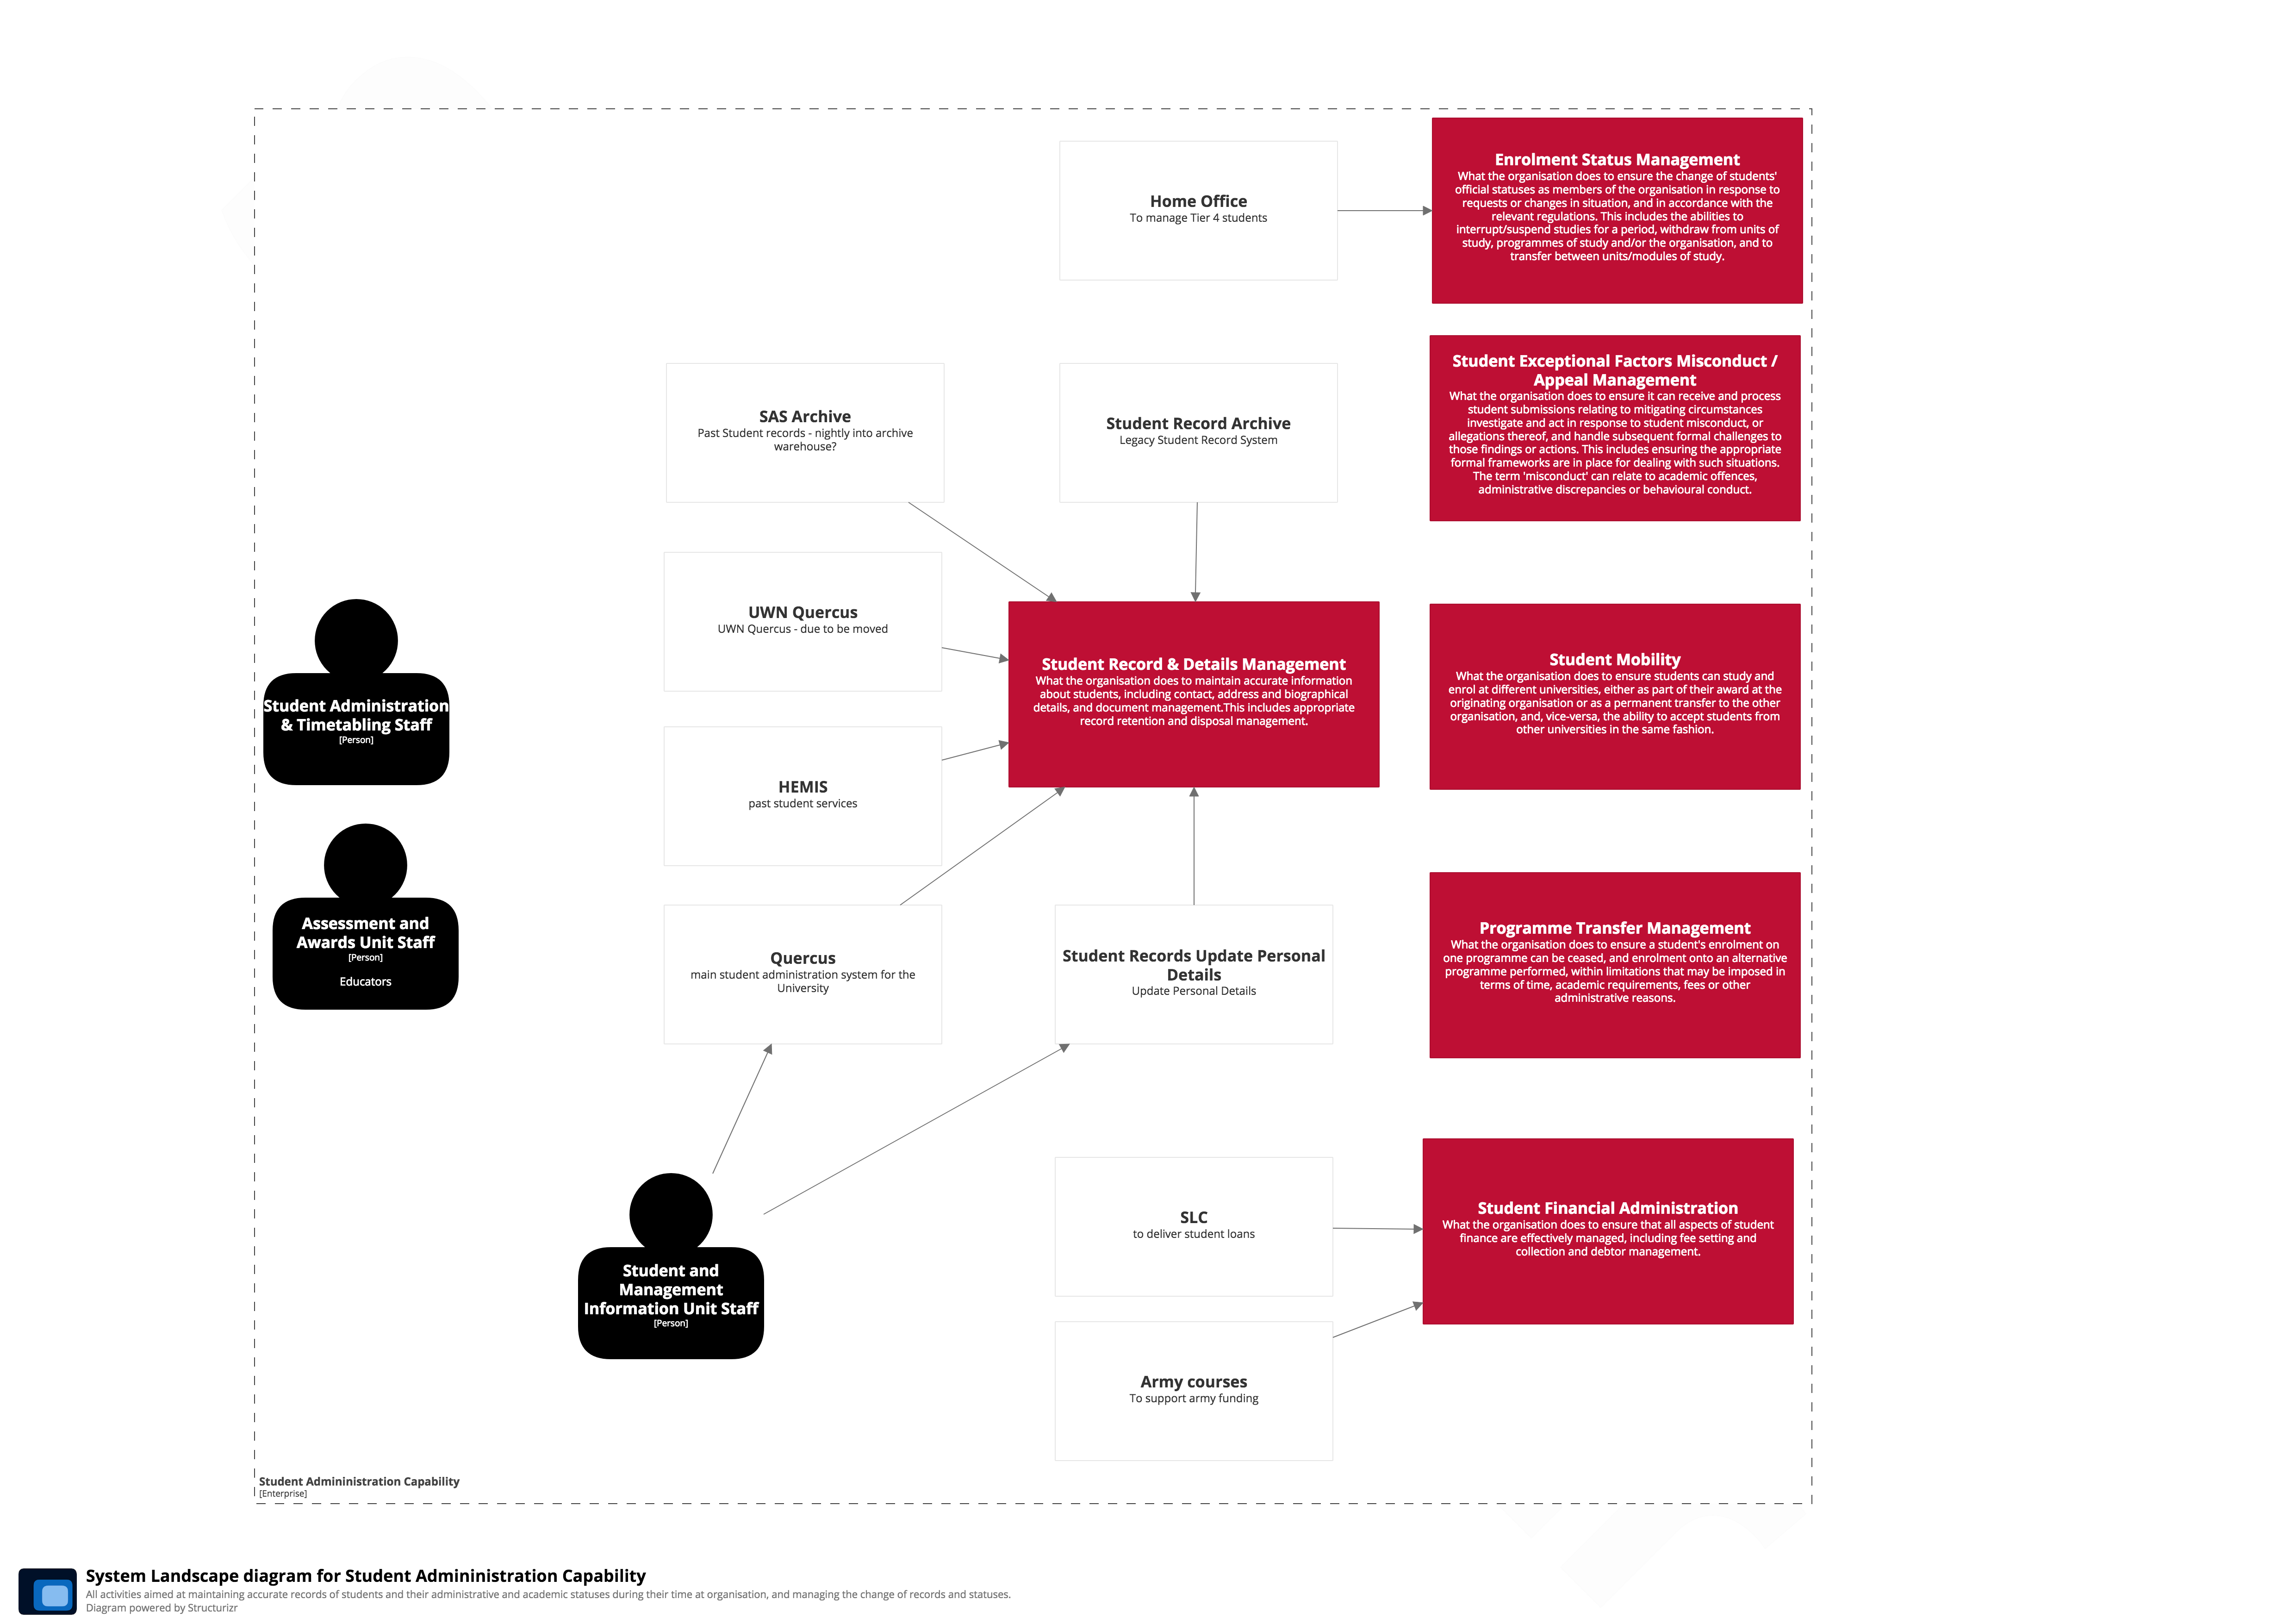 Home Office
To manage Tier 4 students
Enrolment Status Management
What the organisation does to ensure the change of students'
official statuses as members of the organisation in response to
requests or changes in situation, and in accordance with the
relevant regulations. This includes the abilities to
interrupt/suspend studies for a period, withdraw from units of
study, programmes of study and/or the organisation, and to
transfer between units/modules of study.
SAS Archive
Past Student records - nightly into archive
warehouse?
Student Record Archive
Legacy Student Record System
Student Exceptional Factors Misconduct /
Appeal Management
What the organisation does to ensure it can receive and process
student submissions relating to mitigating circumstances
investigate and act in response to student misconduct, or
allegations thereof, and handle subsequent formal challenges to
those findings or actions. This includes ensuring the appropriate
formal frameworks are in place for dealing with such situations.
The term 'misconduct' can relate to academic offences,
administrative discrepancies or behavioural conduct.
UWN Quercus
UWN Quercus - due to be moved
Student Record & Details Management
What the organisation does to maintain accurate information
about students, including contact, address and biographical
details, and document management.This includes appropriate
record retention and disposal management.
Student Mobility
What the organisation does to ensure students can study and
enrol at different universities, either as part of their award at the
originating organisation or as a permanent transfer to the other
organisation, and, vice-versa, the ability to accept students from
other universities in the same fashion.
Student Administration
& Timetabling Staff
[Person]
HEMIS
past student services
Assessment and
Awards Unit Staff
[Person]
Educators
Quercus
main student administration system for the
University
Student Records Update Personal
Details
Update Personal Details
Programme Transfer Management
What the organisation does to ensure a student's enrolment on
one programme can be ceased, and enrolment onto an alternative
programme performed, within limitations that may be imposed in
terms of time, academic requirements, fees or other
administrative reasons.
Student and
Management
Information Unit Staff
[Person]
SLC
to deliver student loans
Student Financial Administration
What the organisation does to ensure that all aspects of student
finance are effectively managed, including fee setting and
collection and debtor management.
Army courses
To support army funding
Student Admininistration Capability
[Enterprise]
System Landscape diagram for Student Admininistration Capability
All activities aimed at maintaining accurate records of students and their administrative and academic statuses during their time at organisation, and managing the change of records and statuses.
Diagram powered by Structurizr